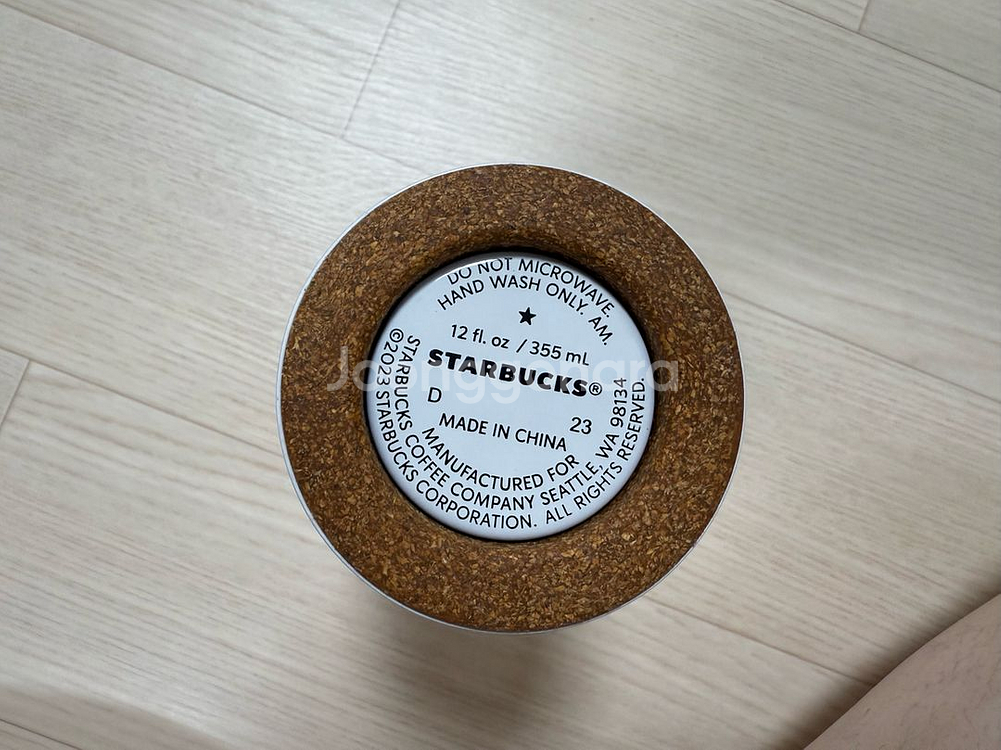 DO NOT MICROWAVE.
HAND WASH ONLY. AM.
★
12 fl. oz / 355 mL
STARBUCKS®
D
23
MADE IN CHINA
MANUFACTURED FOR
STARBUCKS COFFEE COMPANY SEATTLE, WA 98134
©2023 STARBUCKS CORPORATION. ALL RIGHTS RESERVED.
Joonggonara